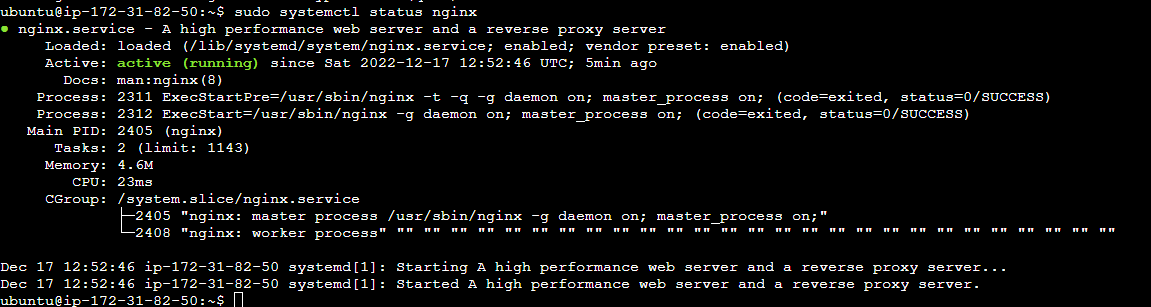 ubuntu@ip-172-31-82-50:~$ sudo systemctl status nginx
● nginx.service - A high performance web server and a reverse proxy server
Loaded: loaded (/lib/systemd/system/nginx.service; enabled; vendor preset: enabled)
Active: active (running) since Sat 2022-12-17 12:52:46 UTC; 5min ago
Docs: man:nginx(8)
Process: 2311 ExecStartPre=/usr/sbin/nginx -t -q -g daemon on; master_process on; (code=exited, status=0/SUCCESS)
Process: 2312 ExecStart=/usr/sbin/nginx -g daemon on; master_process on; (code=exited, status=0/SUCCESS)
Main PID: 2405 (nginx)
Tasks: 2 (limit: 1143)
Memory: 4.6M
CPU: 23ms
CGroup: /system.slice/nginx.service
├─2405 "nginx: master process /usr/sbin/nginx -g daemon on; master_process on;"
└─2408 "nginx: worker process" "" "" "" "" "" "" "" "" "" "" "" "" "" "" "" "" "" "" "" "" "" "" "" "" "" "" ""
Dec 17 12:52:46 ip-172-31-82-50 systemd[1]: Starting A high performance web server and a reverse proxy server...
Dec 17 12:52:46 ip-172-31-82-50 systemd[1]: Started A high performance web server and a reverse proxy server.
ubuntu@ip-172-31-82-50:~$